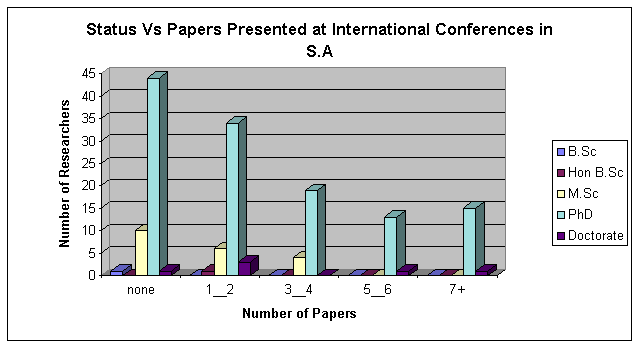 Status Vs Papers Presented at International Conferences in
S.A
Number of Researchers
45
40
35
30
25
20
15
10
5
0
none
1__2
3__4
5__6
7+
Number of Papers
B.Sc
Hon B.Sc
M.Sc
PhD
Doctorate